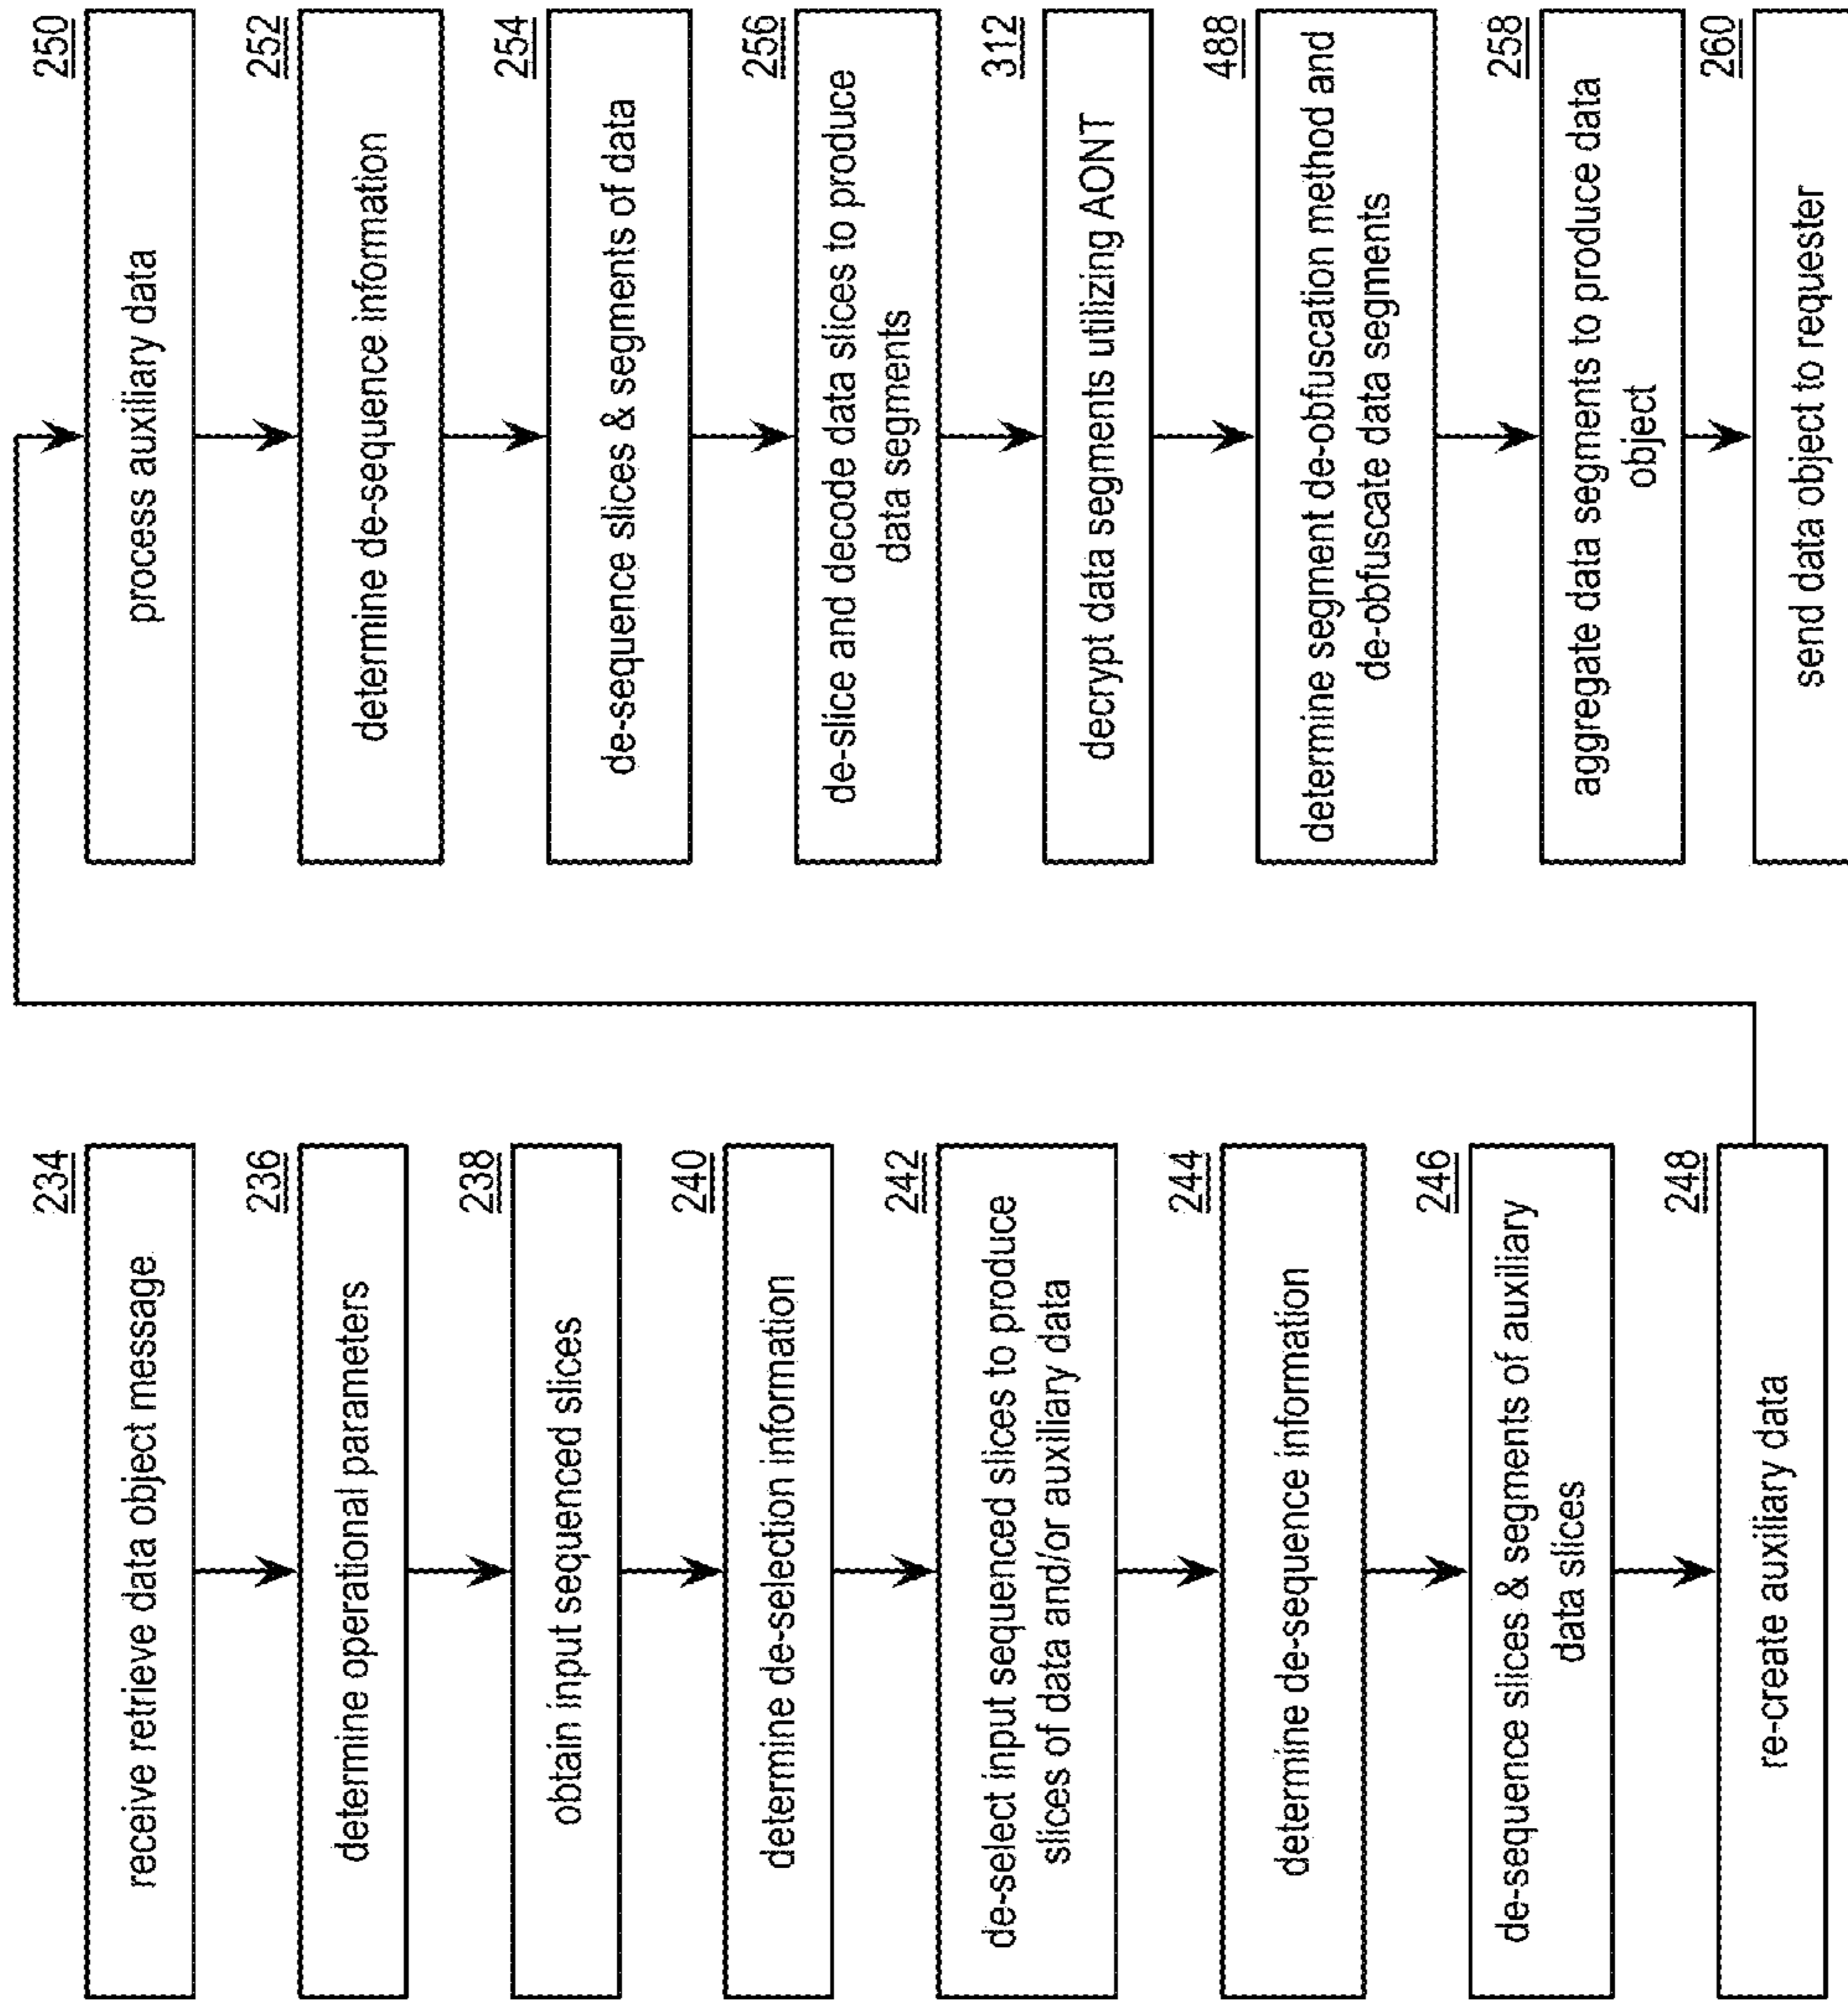 234
receive retrieve data object message
236
determine operational parameters
238
obtain input sequenced slices
240
determine de-selection information
242
de-select input sequenced slices to produce
slices of data and/or auxiliary data
244
determine de-sequence information
246
de-sequence slices & segments of auxiliary
data slices
248
re-create auxiliary data
250
process auxiliary data
252
determine de-sequence information
254
de-sequence slices & segments of data
256
de-slice and decode data slices to produce
data segments
312
decrypt data segments utilizing AONT
488
determine segment de-obfuscation method and
de-obfuscate data segments
258
aggregate data segments to produce data
object
260
send data object to requester